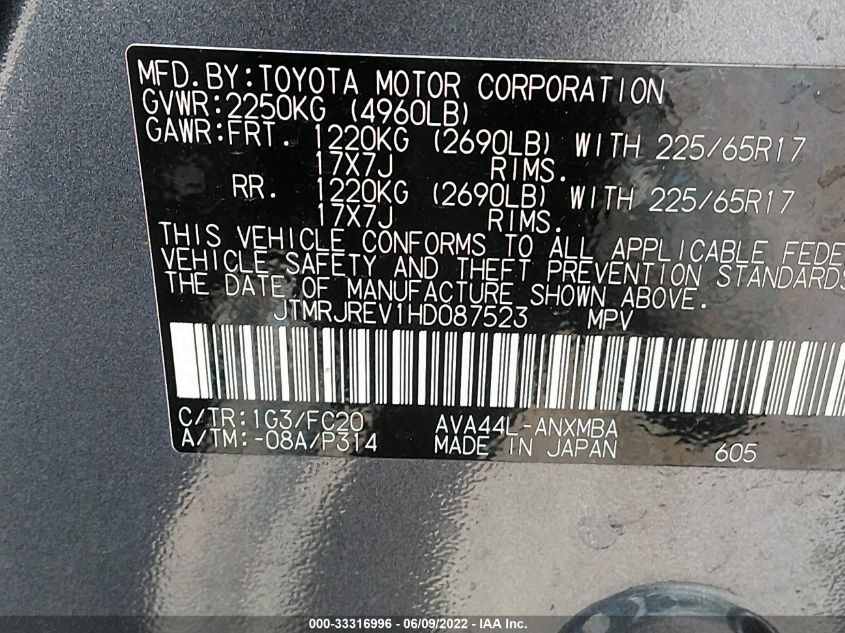 MFD.BY:TOYOTA MOTOR CORPORATION
GVWR:2250KG (4960LB)
GAWR:FRT. 1220KG (2690LB) WITH 225/65R17
17X7J RIMS.
RR. 1220KG (2690LB) WITH 225/65R17
17X7J RIMS.
THIS VEHICLE CONFORMS TO ALL APPLICABLE FEDE
VEHICLE SAFETY AND THEFT PREVENTION STANDARDS
THE DATE OF MANUFACTURE SHOWN ABOVE.
JTMRJREV1HD087523 MPV
C/TR:1G3/FC20 AVA44L-ANXMBA
A/TM:-08A/P314 MADE IN JAPAN 605
000-33316996 - 06/09/2022 - IAA Inc.